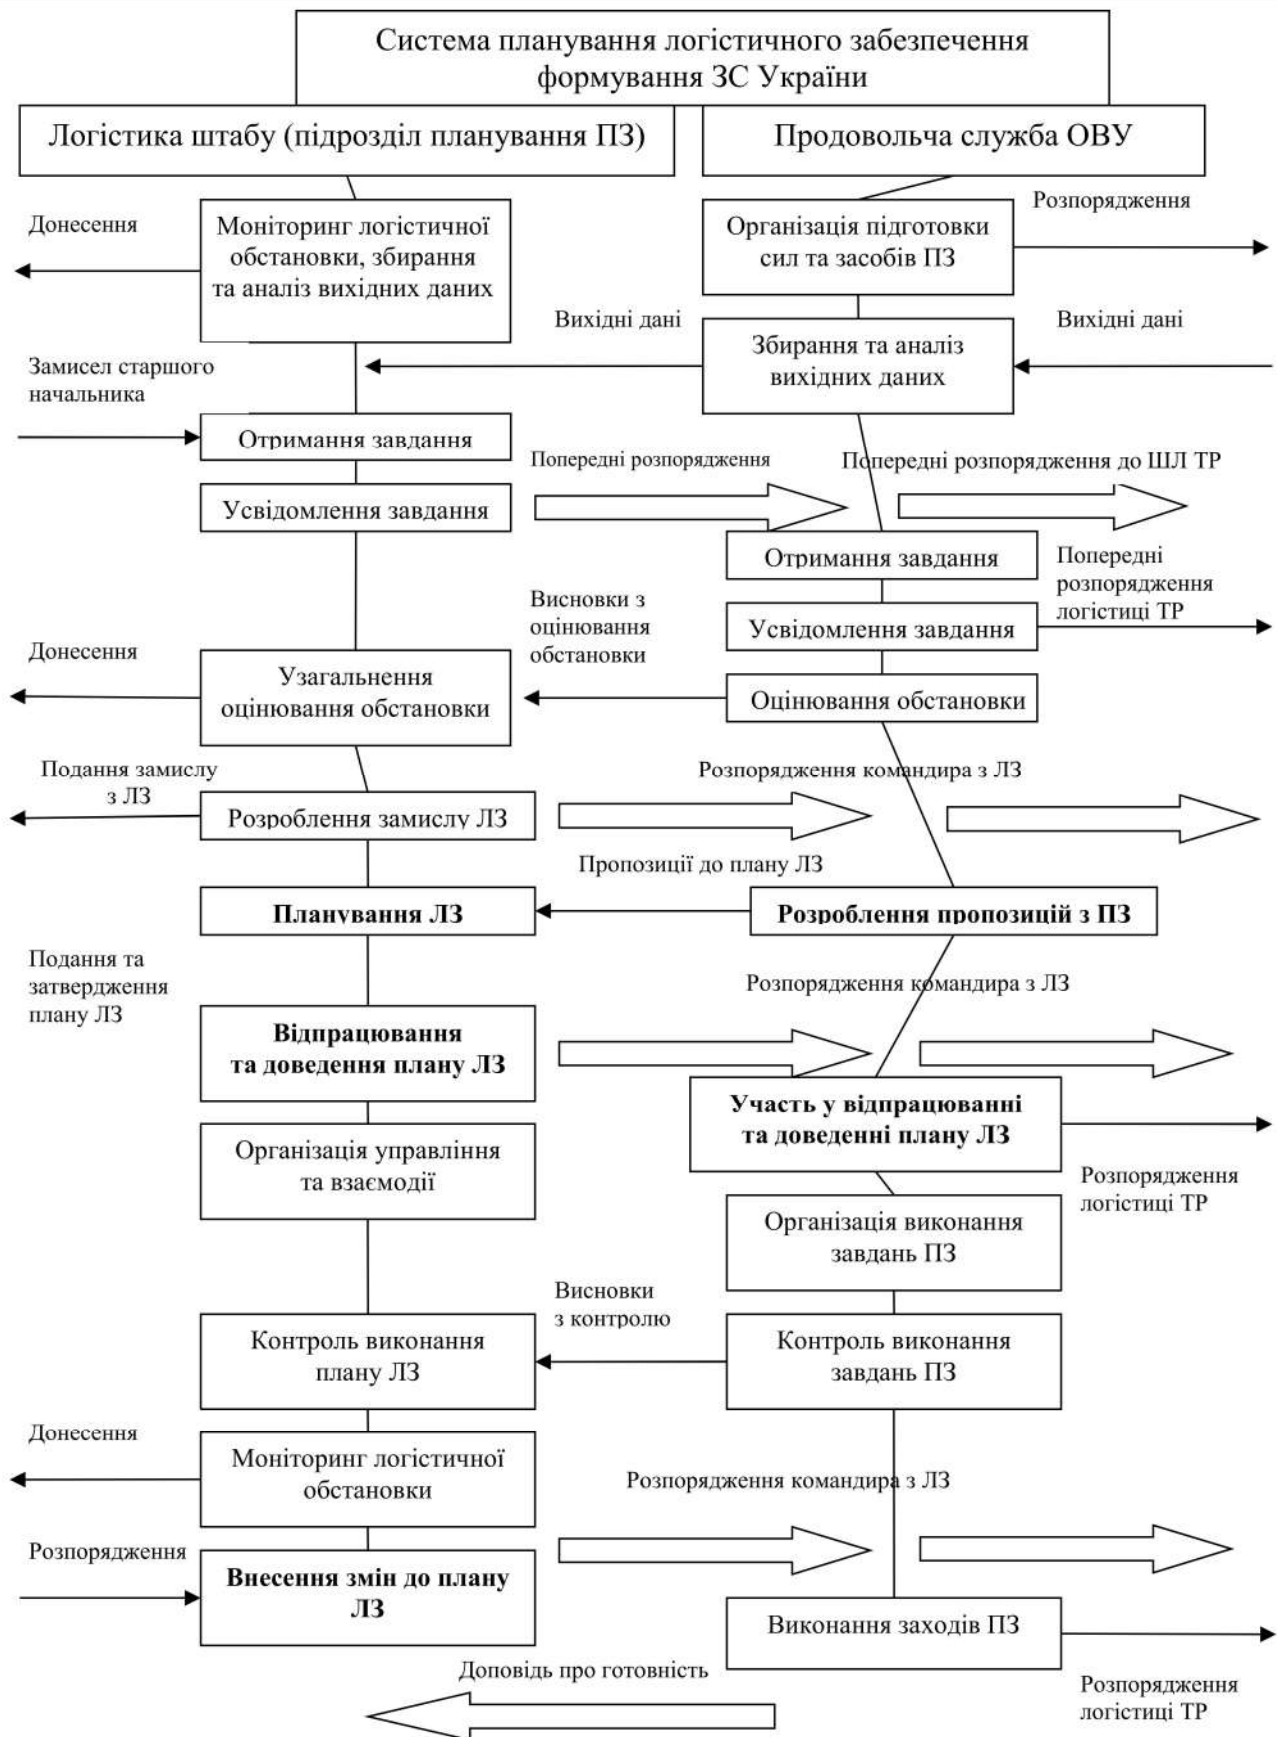 Система планування логістичного забезпечення
формування ЗС України
Логістика штабу (підрозділ планування ПЗ)
Продовольча служба ОВУ
Донесення
Моніторинг логістичної
обстановки, збирання
та аналіз вихідних даних
Організація підготовки
сил та засобів ПЗ
Розпорядження
Вихідні дані
Збирання та аналіз
вихідних даних
Вихідні дані
Замисел старшого
начальника
Отримання завдання
Попередні розпорядження
Попередні розпорядження до ШЛ ТР
Усвідомлення завдання
Отримання завдання
Попередні
розпорядження
логістиці ТР
Висновки з
оцінювання
обстановки
Усвідомлення завдання
Донесення
Узагальнення
оцінювання обстановки
Оцінювання обстановки
Подання замислу
з ЛЗ
Розпорядження командира з ЛЗ
Розроблення замислу ЛЗ
Пропозиції до плану ЛЗ
Планування ЛЗ
Розроблення пропозицій з ПЗ
Подання та
затвердження
плану ЛЗ
Розпорядження командира з ЛЗ
Відпрацювання
та доведення плану ЛЗ
Участь у відпрацюванні
та доведенні плану ЛЗ
Організація управління
та взаємодії
Розпорядження
логістиці ТР
Організація виконання
завдань ПЗ
Висновки
з контролю
Контроль виконання
плану ЛЗ
Контроль виконання
завдань ПЗ
Донесення
Моніторинг логістичної
обстановки
Розпорядження командира з ЛЗ
Розпорядження
Внесення змін до плану
ЛЗ
Виконання заходів ПЗ
Доповідь про готовність
Розпорядження
логістиці ТР